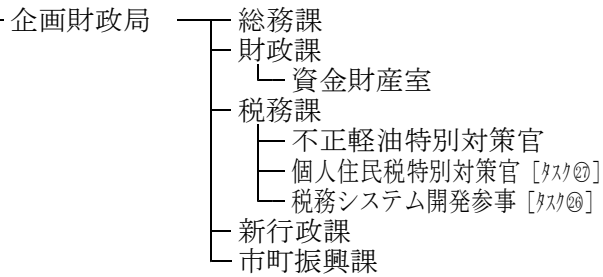 企画財政局 総務課
財政課
資金財産室
税務課
不正軽油特別対策官
個人住民税特別対策官［ﾀｽｸ㉗］
税務システム開発参事［ﾀｽｸ㉖］
新行政課
市町振興課